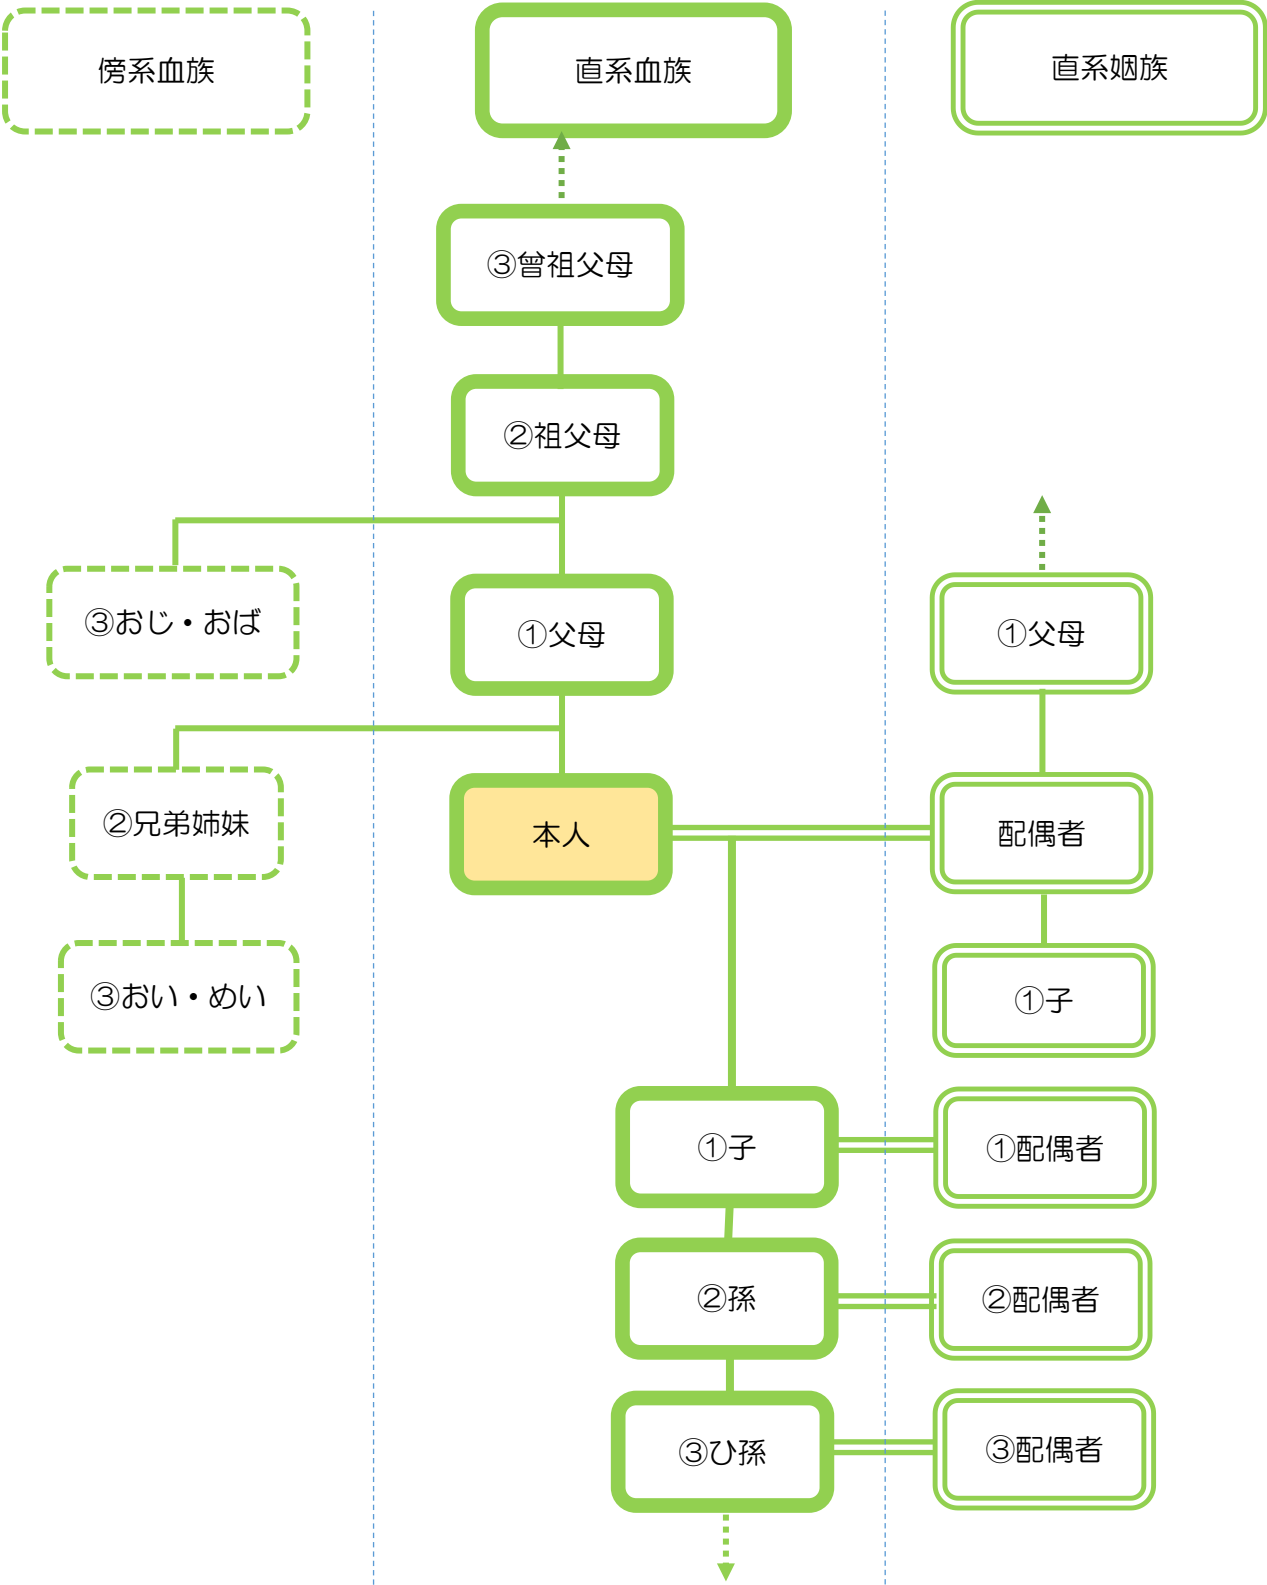 傍系血族
直系血族
直系姻族
③曾祖父母
②祖父母
③おじ・おば
①父母
①父母
②兄弟姉妹
本人
配偶者
③おい・めい
①子
①子
①配偶者
②孫
②配偶者
③ひ孫
③配偶者